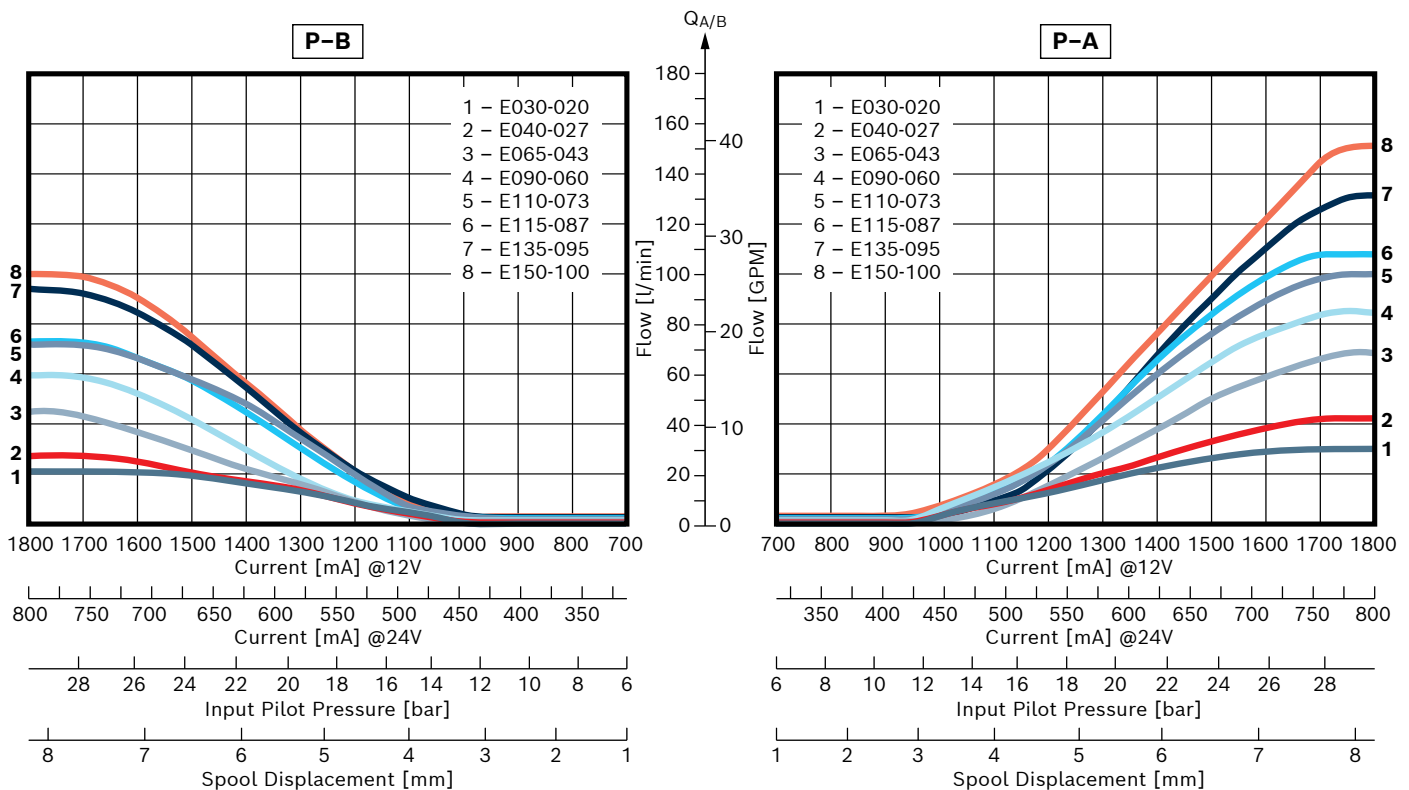 P–B
Q A/B
P–A
1 – E030-020
2 – E040-027
3 – E065-043
4 – E090-060
5 – E110-073
6 – E115-087
7 – E135-095
8 – E150-100
8
7
6
5
4
3
2
1
1800 1700 1600 1500 1400 1300 1200 1100 1000 900 800 700
Current [mA] @12V
800 750 700 650 600 550 500 450 400 350
Current [mA] @24V
28 26 24 22 20 18 16 14 12 10 8 6
Input Pilot Pressure [bar]
8 7 6 5 4 3 2 1
Spool Displacement [mm]
180
160
140
120
100
80
60
40
20
0
Flow [l/min]
40
30
20
10
0
Flow [GPM]
1 – E030-020
2 – E040-027
3 – E065-043
4 – E090-060
5 – E110-073
6 – E115-087
7 – E135-095
8 – E150-100
8
7
6
5
4
3
2
1
700 800 900 1000 1100 1200 1300 1400 1500 1600 1700 1800
Current [mA] @12V
350 400 450 500 550 600 650 700 750 800
Current [mA] @24V
6 8 10 12 14 16 18 20 22 24 26 28
Input Pilot Pressure [bar]
1 2 3 4 5 6 7 8
Spool Displacement [mm]